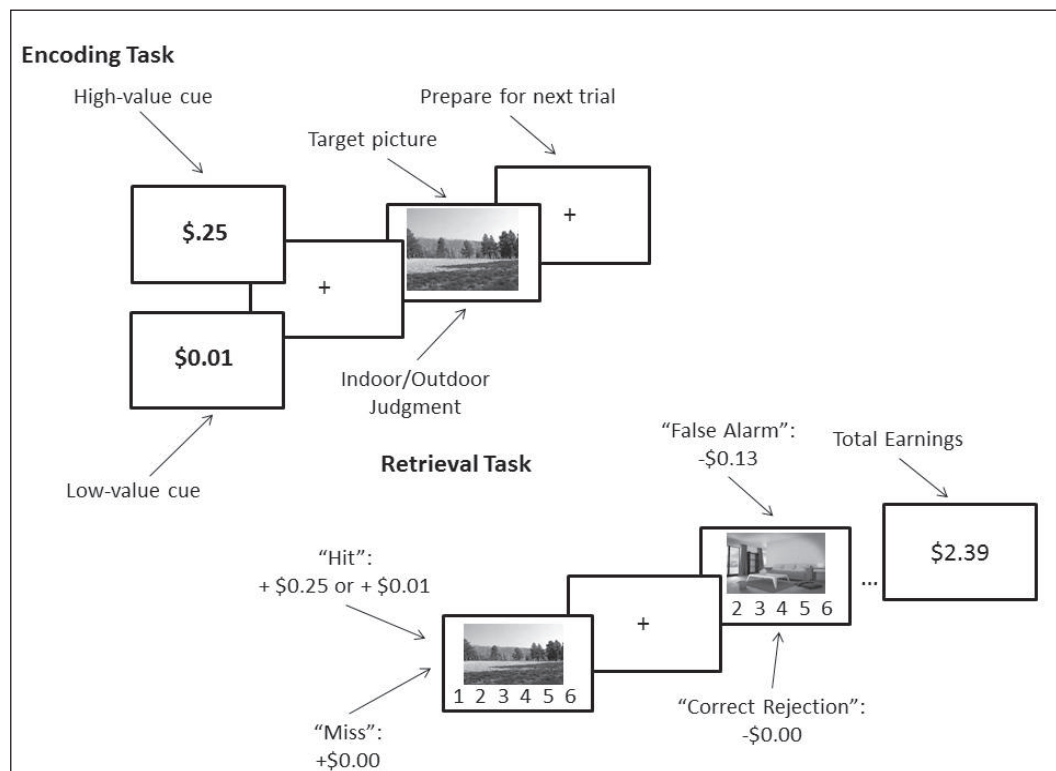 Encoding Task
High-value cue
Prepare for next trial
Target picture
$.25
+
+
$0.01
Indoor/Outdoor
Judgment
Low-value cue
Retrieval Task
“False Alarm”:
-$0.13
Total Earnings
“Hit”:
+ $0.25 or + $0.01
$2.39
...
2 3 4 5 6
+
1 2 3 4 5 6
“Miss”:
+$0.00
“Correct Rejection”:
-$0.00